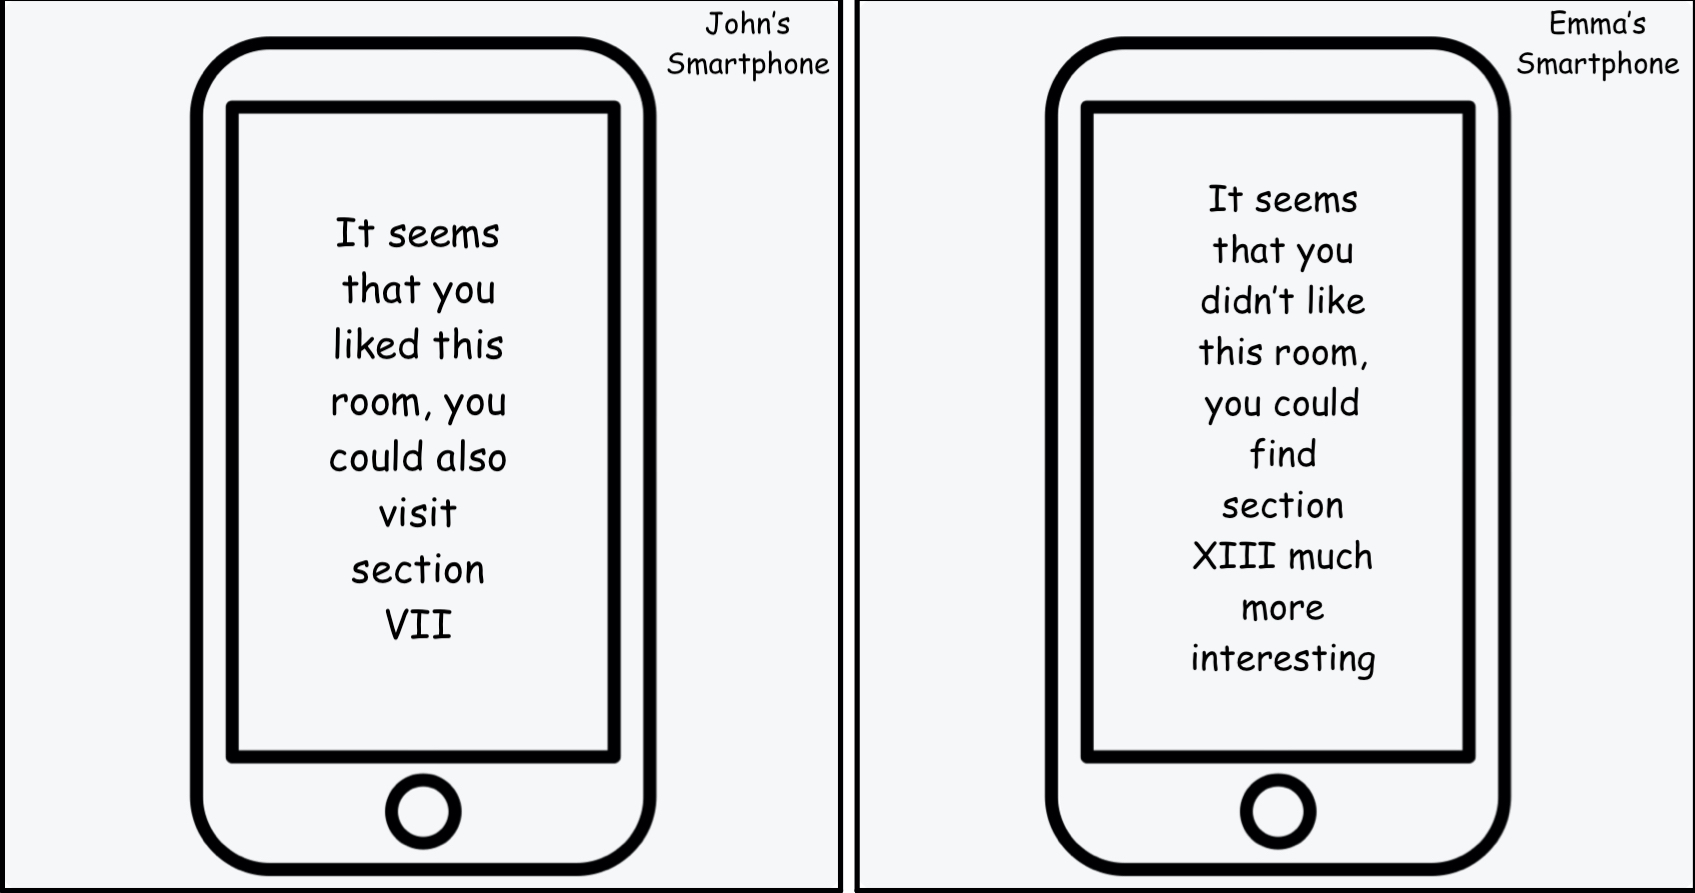 John's
Smartphone
It seems
that you
liked this
room, you
could also
visit
section
VII
Emma's
Smartphone
It seems
that you
didn't like
this room,
you could
find
section
XIII much
more
interesting